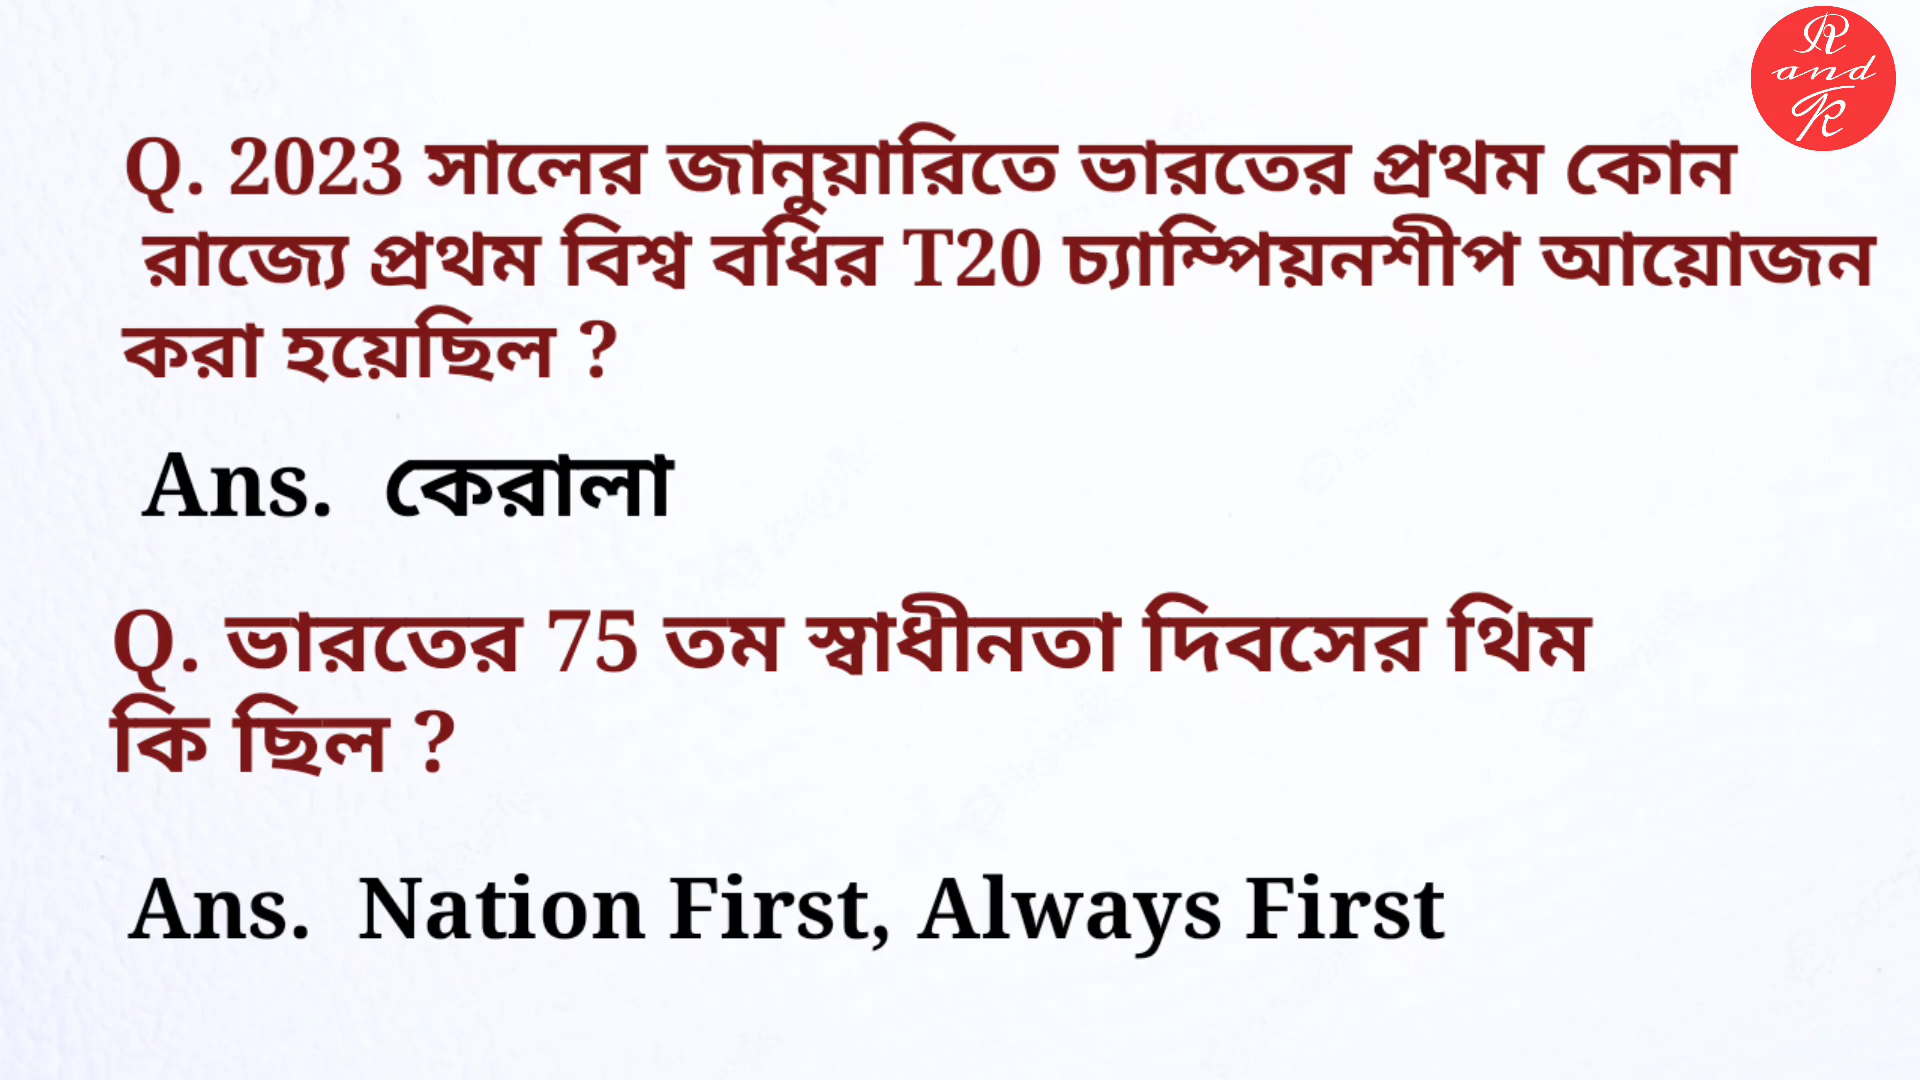 R
and
R
Q. 2023 সালের জানুয়ারিতে ভারতের প্রথম কোন
রাজ্যে প্রথম বিশ্ব বধির T20 চ্যাম্পিয়নশীপ আয়োজন
করা হয়েছিল ?
Ans. কেরালা
Q. ভারতের 75 তম স্বাধীনতা দিবসের থিম
কি ছিল ?
Ans. Nation First, Always First